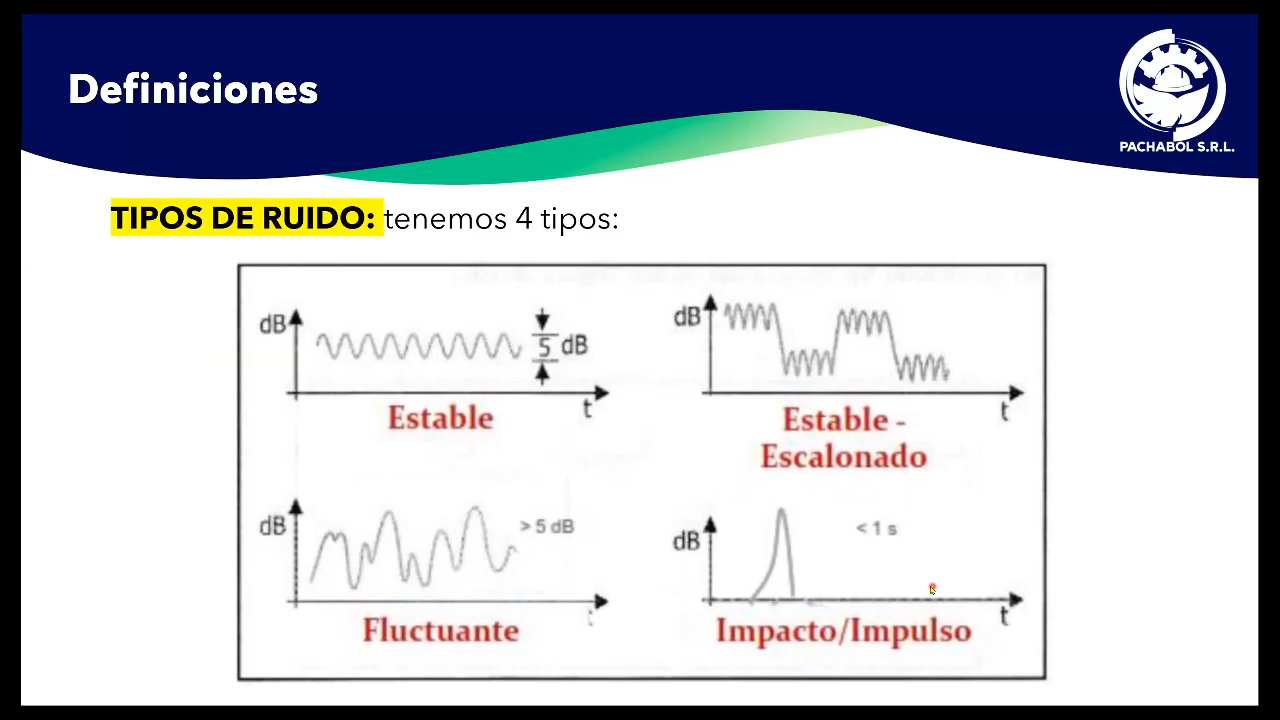 Definiciones
PACHABOL S.R.L.
TIPOS DE RUIDO: tenemos 4 tipos:
dB
5 dB
t
Estable
dB
t
Estable -
Escalonado
dB
> 5 dB
t
Fluctuante
dB
< 1 s
t
Impacto/Impulso